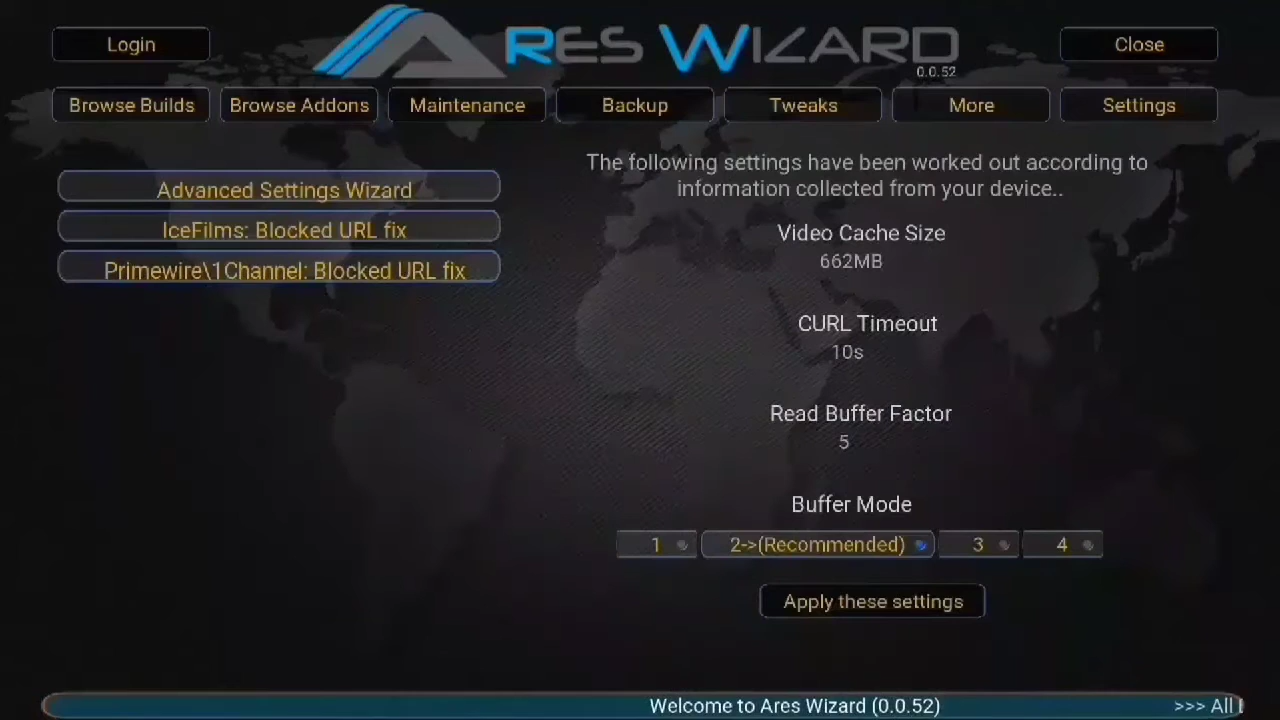 Login
ARES WIZARD
0.0.52
Close
Browse Builds
Browse Addons
Maintenance
Backup
Tweaks
More
Settings
Advanced Settings Wizard
IceFilms: Blocked URL fix
Primewire\1Channel: Blocked URL fix
The following settings have been worked out according to
information collected from your device..
Video Cache Size
662MB
CURL Timeout
10s
Read Buffer Factor
5
Buffer Mode
1
2->(Recommended)
3
4
Apply these settings
Welcome to Ares Wizard (0.0.52) >>> All